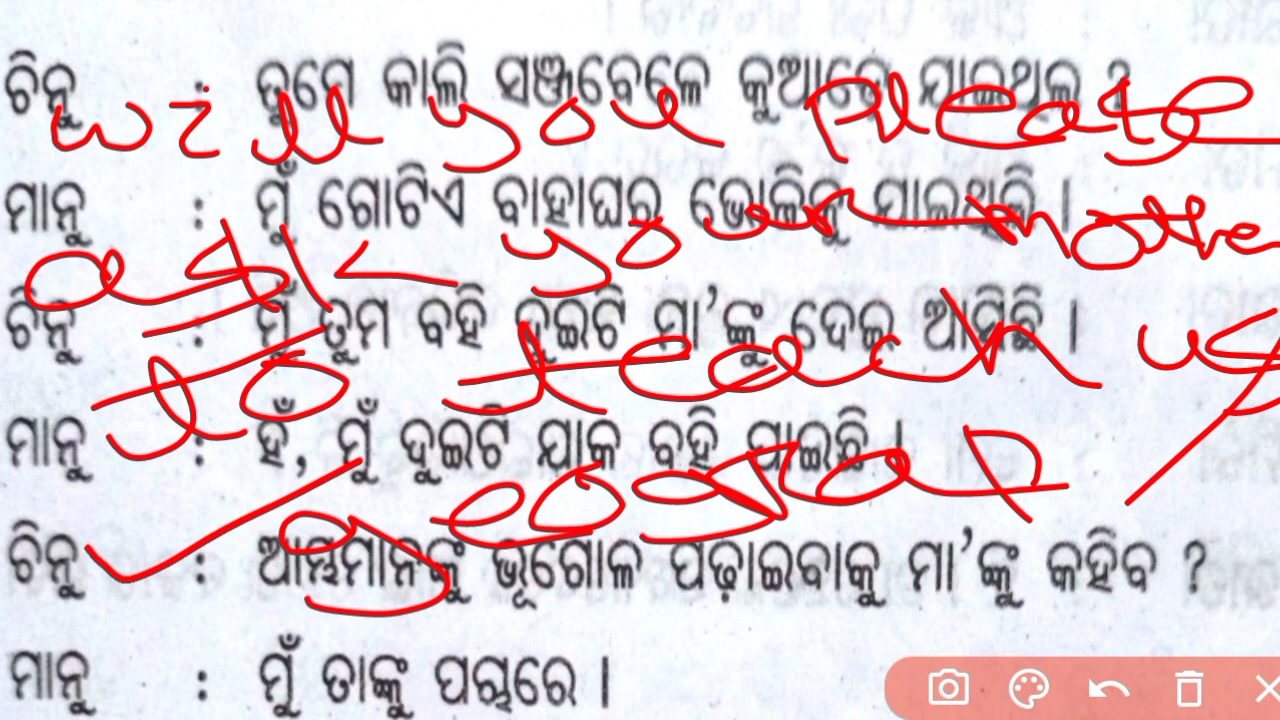 ଚିନୁ : ତୁମେ କାଲି ସଞ୍ଜବେଳେ କୁଆଡେ ଯାଇଥିଲ ?
will you please
ମାନୁ : ମୁଁ ଗୋଟିଏ ବାହାଘର ଭୋଜିକୁ ଯାଇଥିଲି ।
ask your mother
ଚିନୁ : ମୁଁ ତୁମ ବହି ଦୁଇଟି ମା'ଙ୍କୁ ଦେଇ ଆସିଛି ।
to teach us
ମାନୁ : ହଁ, ମୁଁ ଦୁଇଟି ଯାକ ବହି ପାଇଛି ।
geograp
ଚିନୁ : ଆମ୍ଭମାନଙ୍କୁ ଭୂଗୋଳ ପଢ଼ାଇବାକୁ ମା'ଙ୍କୁ କହିବ ?
ମାନୁ : ମୁଁ ତାଙ୍କୁ ପଚାରେ ।